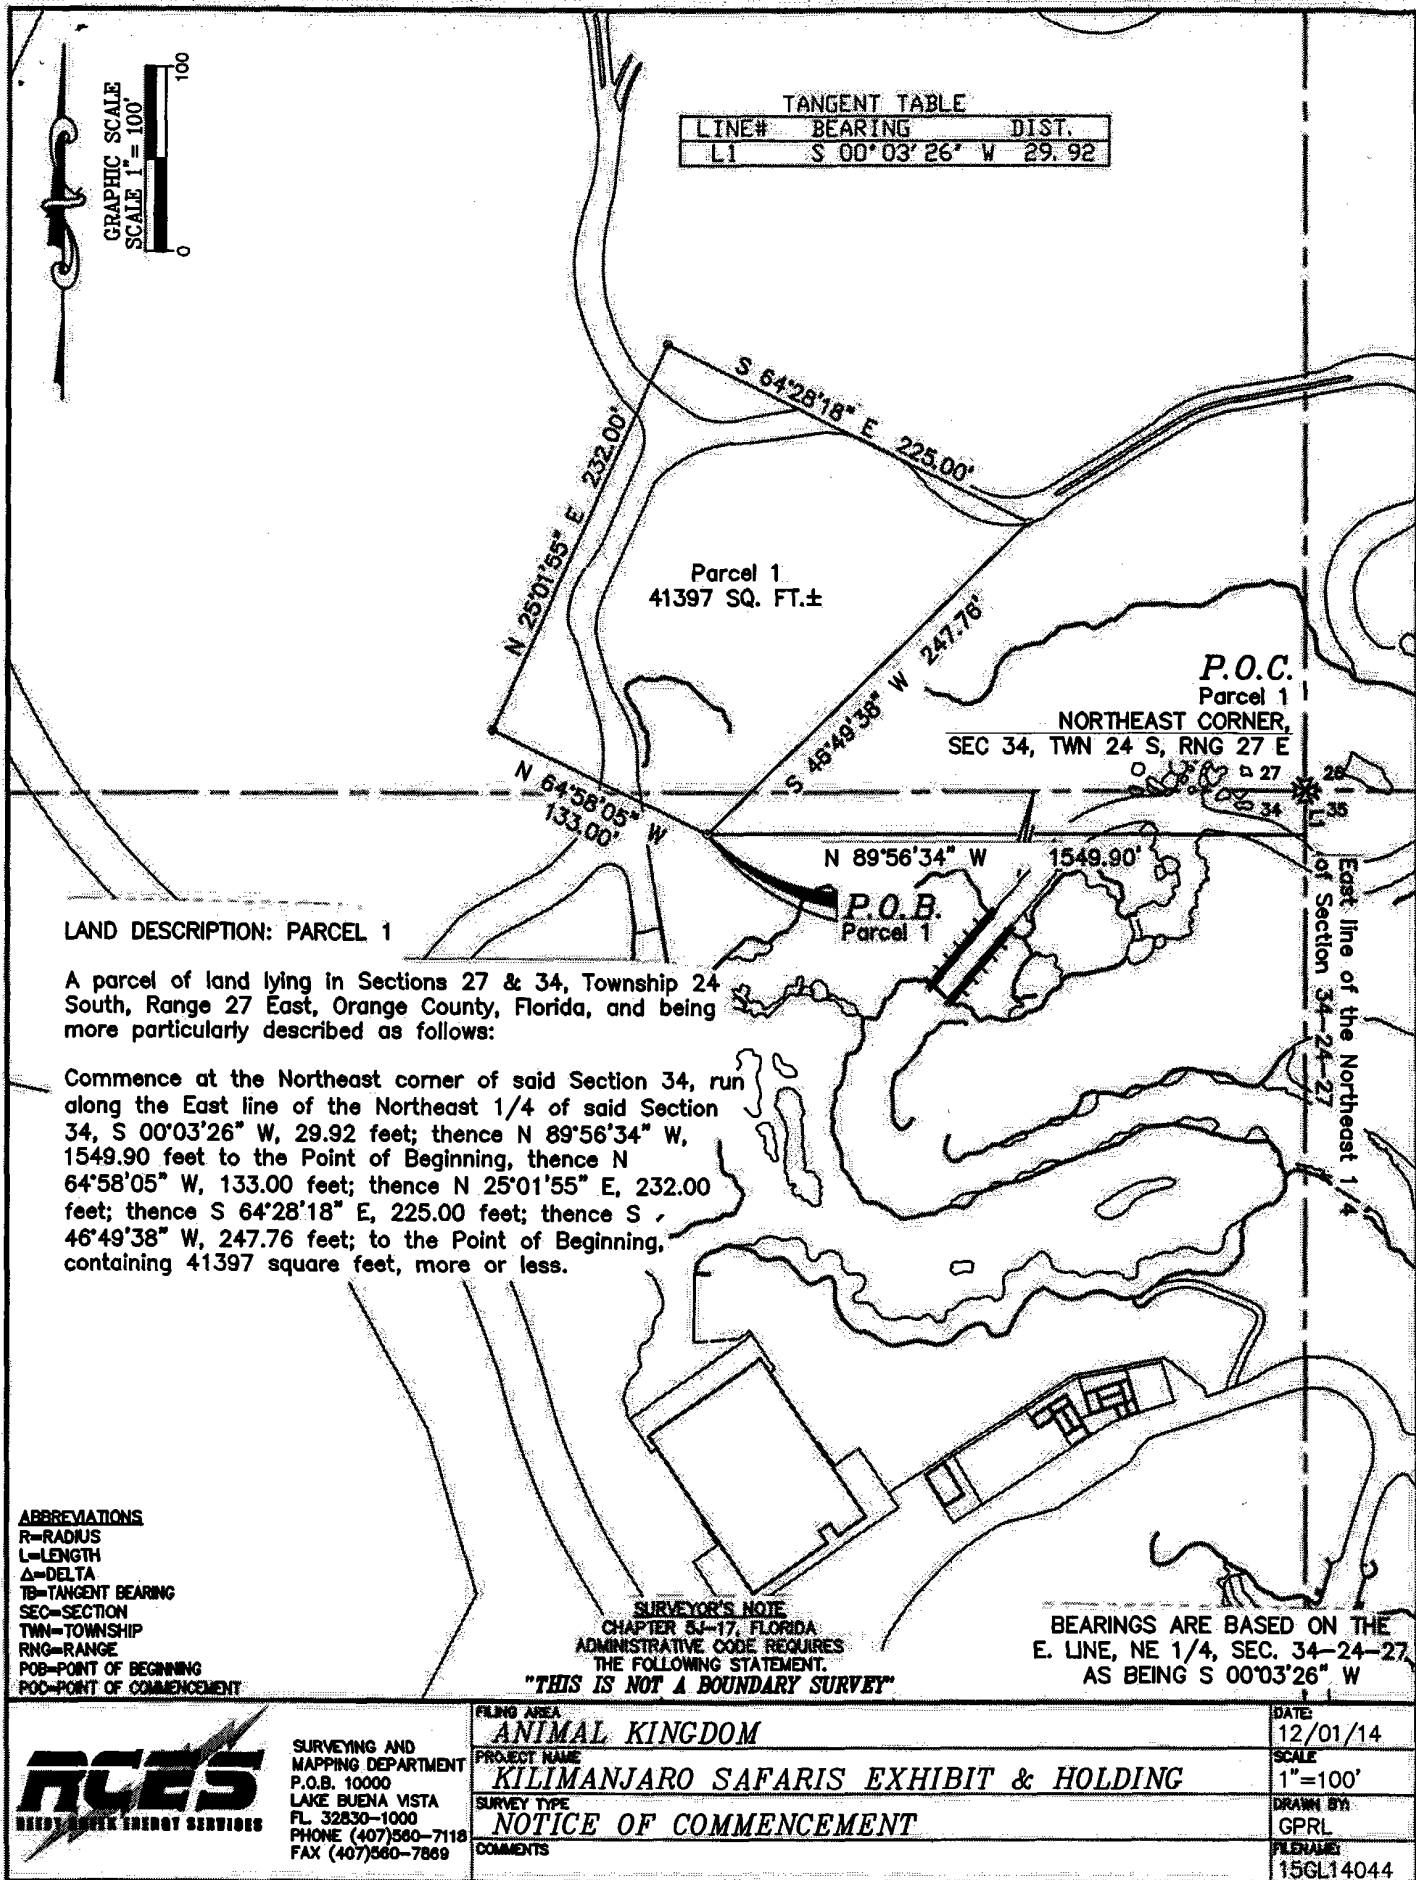 GRAPHIC SCALE
SCALE 1"= 100'
0
100
TANGENT TABLE
LINE# BEARING DIST.
L1 S 00°03'26" W 29.92
S 64°28'18" E 225.00'
N 25°01'55" E 232.00'
Parcel 1
41397 SQ. FT.±
S 46°49'38" W 247.76'
P.O.C.
Parcel 1
NORTHEAST CORNER,
SEC 34, TWN 24 S, RNG 27 E
27
26
34
35
L1
N 64°58'05" W
133.00'
N 89°56'34" W 1549.90'
P.O.B.
Parcel 1
East line of the Northeast 1/4
of Section 34-24-27
LAND DESCRIPTION: PARCEL 1
A parcel of land lying in Sections 27 & 34, Township 24
South, Range 27 East, Orange County, Florida, and being
more particularly described as follows:
Commence at the Northeast corner of said Section 34, run
along the East line of the Northeast 1/4 of said Section
34, S 00°03'26" W, 29.92 feet; thence N 89°56'34" W,
1549.90 feet to the Point of Beginning, thence N
64°58'05" W, 133.00 feet; thence N 25°01'55" E, 232.00
feet; thence S 64°28'18" E, 225.00 feet; thence S
46°49'38" W, 247.76 feet; to the Point of Beginning,
containing 41397 square feet, more or less.
ABBREVIATIONS
R=RADIUS
L=LENGTH
Δ=DELTA
TB=TANGENT BEARING
SEC=SECTION
TWN=TOWNSHIP
RNG=RANGE
POB=POINT OF BEGINNING
POC=POINT OF COMMENCEMENT
SURVEYOR'S NOTE
CHAPTER 5J-17, FLORIDA
ADMINISTRATIVE CODE REQUIRES
THE FOLLOWING STATEMENT.
"THIS IS NOT A BOUNDARY SURVEY"
BEARINGS ARE BASED ON THE
E. LINE, NE 1/4, SEC. 34-24-27,
AS BEING S 00°03'26" W
RCES
REEDY CREEK ENERGY SERVICES
SURVEYING AND
MAPPING DEPARTMENT
P.O.B. 10000
LAKE BUENA VISTA
FL. 32830-1000
PHONE (407)560-7118
FAX (407)560-7869
FILING AREA
ANIMAL KINGDOM
PROJECT NAME
KILIMANJARO SAFARIS EXHIBIT & HOLDING
SURVEY TYPE
NOTICE OF COMMENCEMENT
COMMENTS
DATE:
12/01/14
SCALE
1"=100'
DRAWN BY:
GPRL
FILENAME:
15GL14044